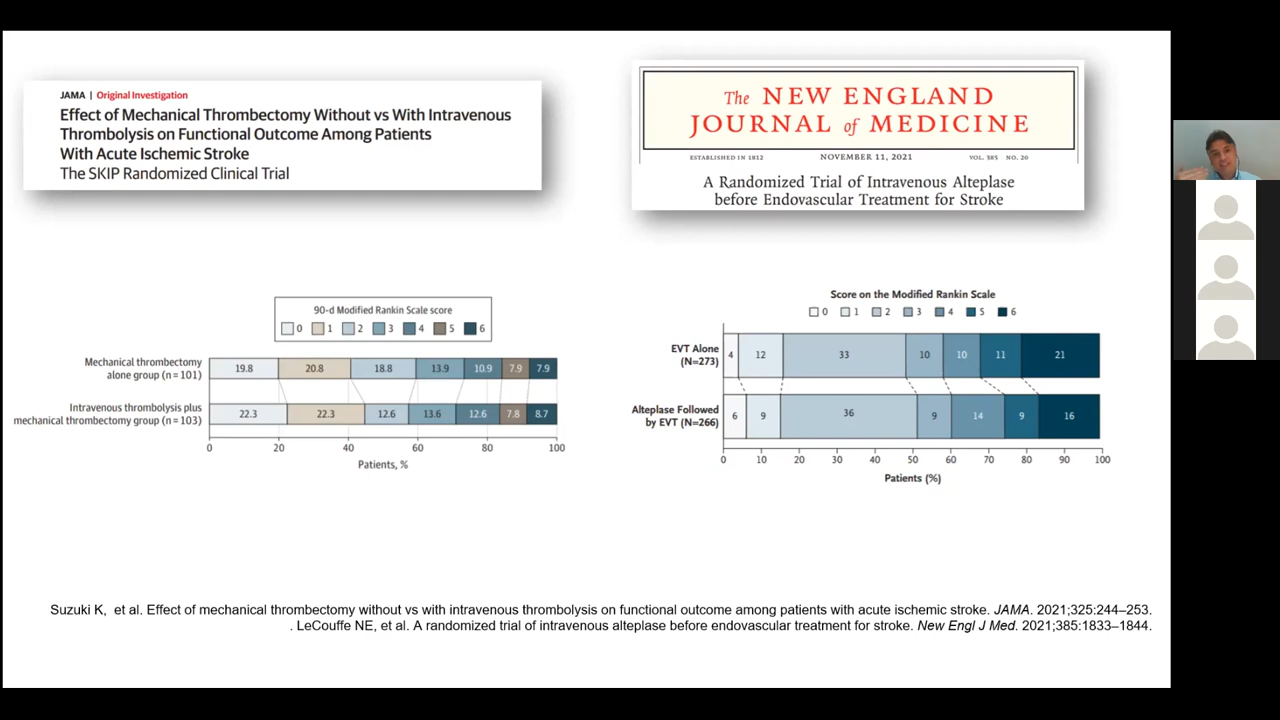 JAMA | Original Investigation
Effect of Mechanical Thrombectomy Without vs With Intravenous
Thrombolysis on Functional Outcome Among Patients
With Acute Ischemic Stroke
The SKIP Randomized Clinical Trial
The NEW ENGLAND
JOURNAL of MEDICINE
ESTABLISHED IN 1812 NOVEMBER 11, 2021 VOL. 385 NO. 20
A Randomized Trial of Intravenous Alteplase
before Endovascular Treatment for Stroke
90-d Modified Rankin Scale score
0 1 2 3 4 5 6
Mechanical thrombectomy
alone group (n = 101)
19.8 20.8 18.8 13.9 10.9 7.9 7.9
Intravenous thrombolysis plus
mechanical thrombectomy group (n = 103)
22.3 22.3 12.6 13.6 12.6 7.8 8.7
0 20 40 60 80 100
Patients, %
Score on the Modified Rankin Scale
0 1 2 3 4 5 6
EVT Alone
(N=273)
4 12 33 10 10 11 21
Alteplase Followed
by EVT (N=266)
6 9 36 9 14 9 16
0 10 20 30 40 50 60 70 80 90 100
Patients (%)
Suzuki K, et al. Effect of mechanical thrombectomy without vs with intravenous thrombolysis on functional outcome among patients with acute ischemic stroke. JAMA. 2021;325:244–253.
. LeCouffe NE, et al. A randomized trial of intravenous alteplase before endovascular treatment for stroke. New Engl J Med. 2021;385:1833–1844.